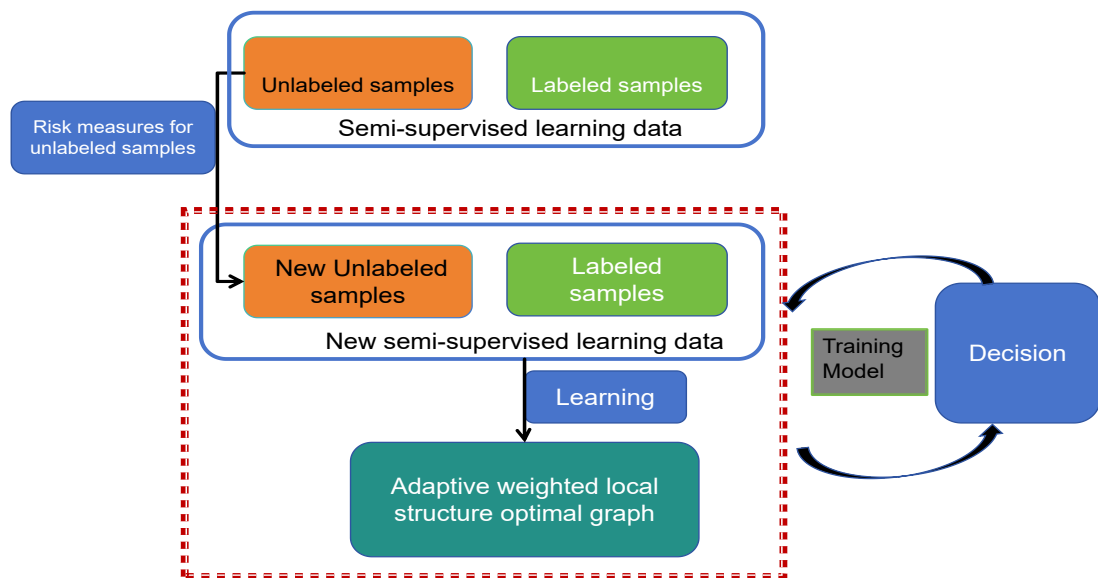 Unlabeled samples
Labeled samples
Semi-supervised learning data
Risk measures for
unlabeled samples
New Unlabeled
samples
Labeled
samples
New semi-supervised learning data
Learning
Adaptive weighted local
structure optimal graph
Training
Model
Decision